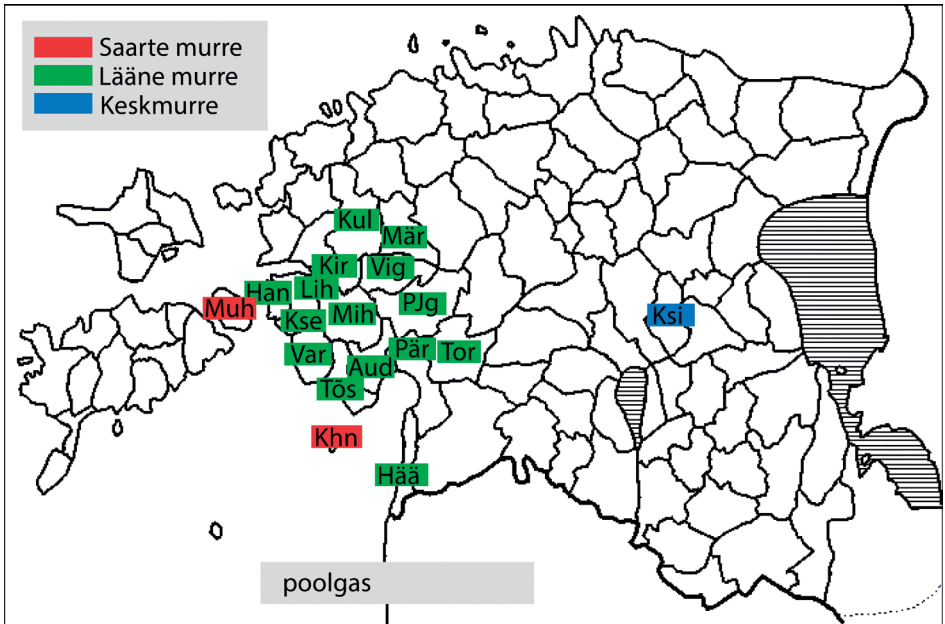 Saarte murre
Lääne murre
Keskmurre
Kul
Mär
Kir
Vig
Han
Lih
Muh
PJg
Kse
Mih
Ksi
Var
Pär
Tor
Aud
Tõs
Khn
Hää
poolgas